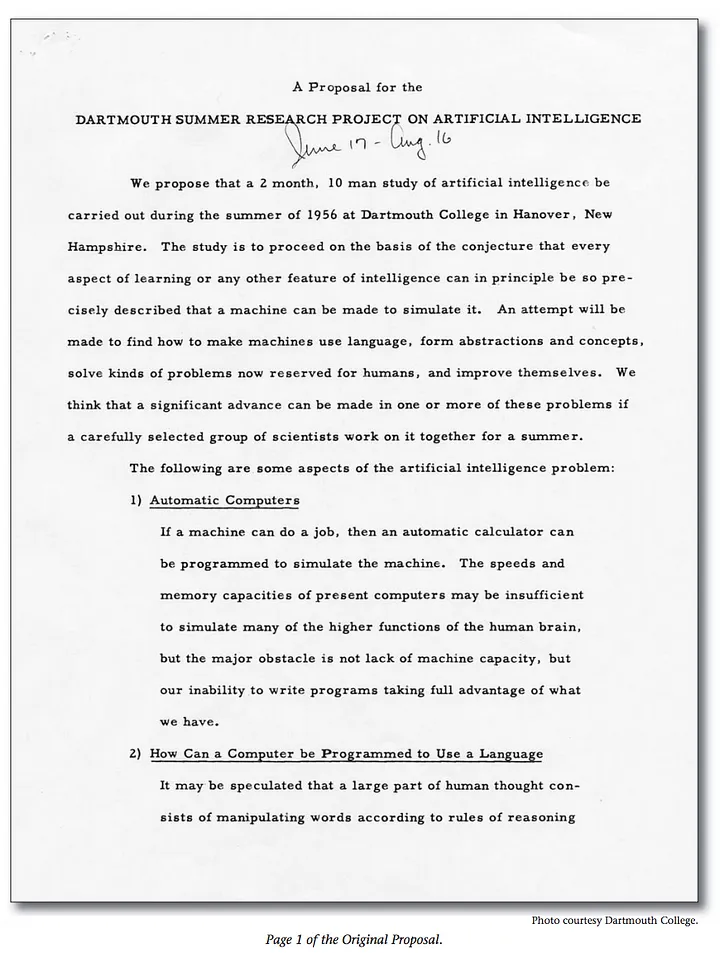 A Proposal for the
DARTMOUTH SUMMER RESEARCH PROJECT ON ARTIFICIAL INTELLIGENCE
June 17 - Aug. 16
We propose that a 2 month, 10 man study of artificial intelligence be
carried out during the summer of 1956 at Dartmouth College in Hanover, New
Hampshire. The study is to proceed on the basis of the conjecture that every
aspect of learning or any other feature of intelligence can in principle be so pre-
cisely described that a machine can be made to simulate it. An attempt will be
made to find how to make machines use language, form abstractions and concepts,
solve kinds of problems now reserved for humans, and improve themselves. We
think that a significant advance can be made in one or more of these problems if
a carefully selected group of scientists work on it together for a summer.
The following are some aspects of the artificial intelligence problem:
1) Automatic Computers
If a machine can do a job, then an automatic calculator can
be programmed to simulate the machine. The speeds and
memory capacities of present computers may be insufficient
to simulate many of the higher functions of the human brain,
but the major obstacle is not lack of machine capacity, but
our inability to write programs taking full advantage of what
we have.
2) How Can a Computer be Programmed to Use a Language
It may be speculated that a large part of human thought con-
sists of manipulating words according to rules of reasoning
Photo courtesy Dartmouth College.
Page 1 of the Original Proposal.